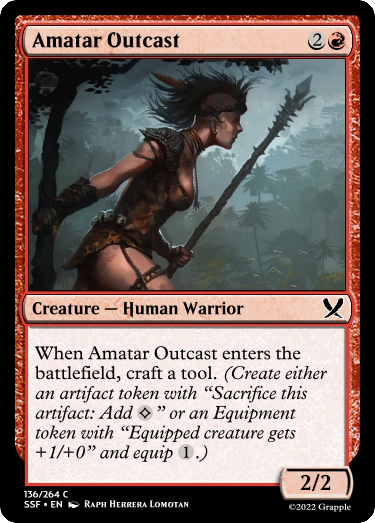 Amatar Outcast 2
Creature — Human Warrior
When Amatar Outcast enters the
battlefield, craft a tool. (Create either
an artifact token with “Sacrifice this
artifact: Add ” or an Equipment
token with “Equipped creature gets
+1/+0” and equip 1.)
2/2
136/264 C
SSF • EN Raph Herrera Lomotan
©2022 Grapple